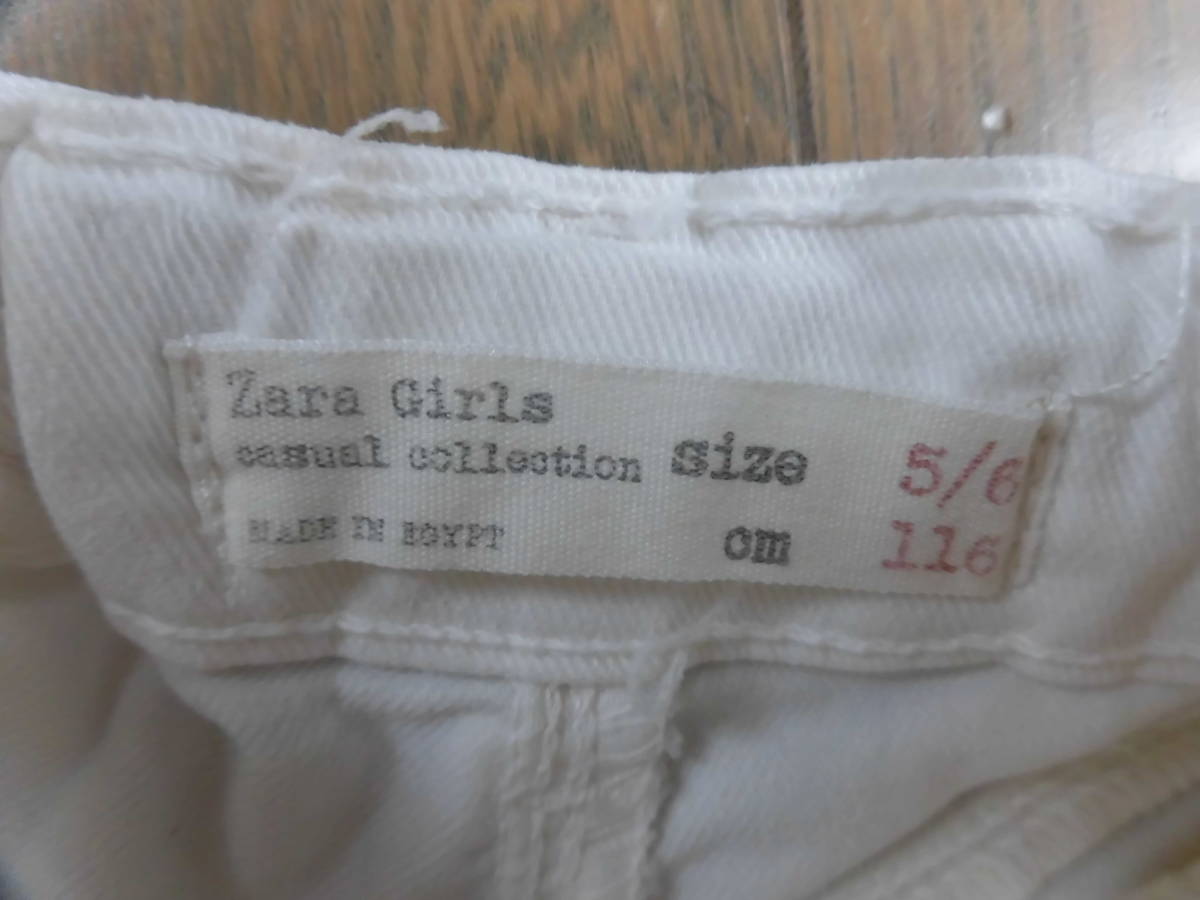 Zara Girls
casual collection size 5/6
MADE IN EGYPT cm 116